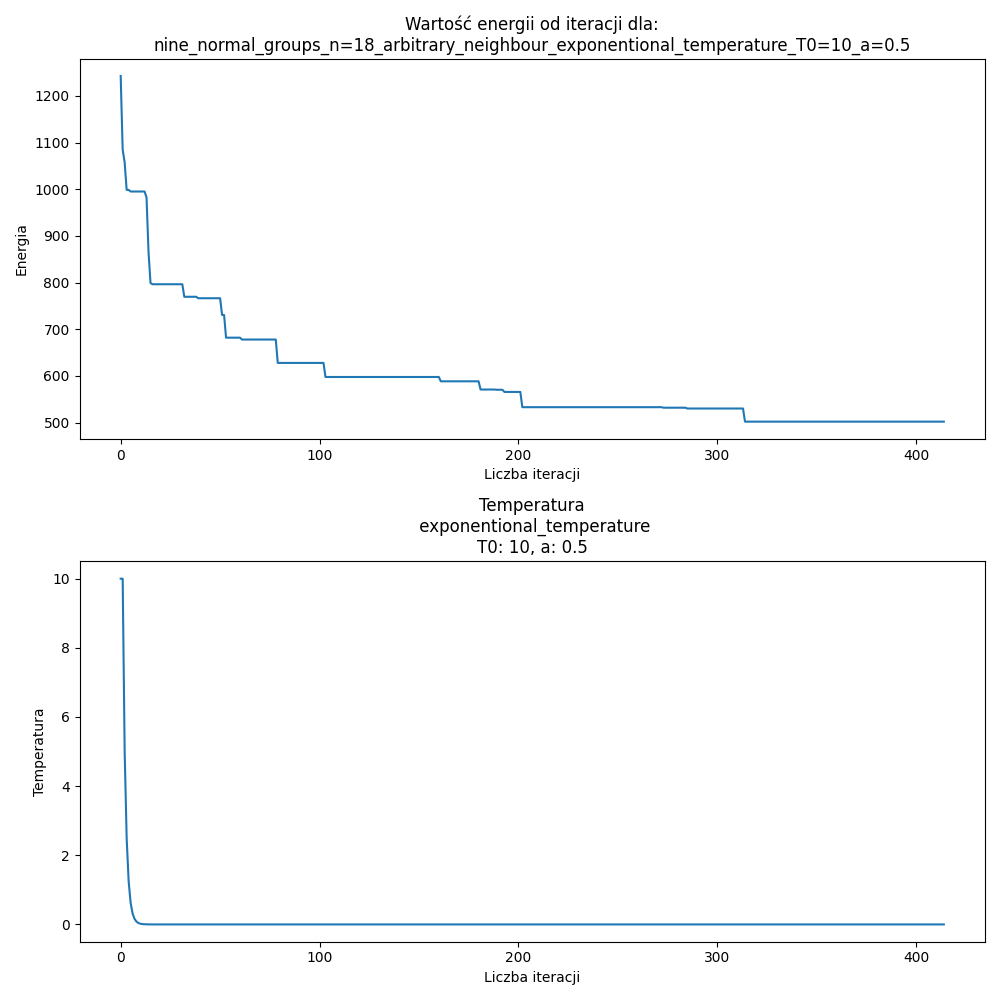 Wartość energii od iteracji dla:
nine_normal_groups_n=18_arbitrary_neighbour_exponentional_temperature_T0=10_a=0.5
1200
1100
1000
900
800
700
600
500
Energia
0 100 200 300 400
Liczba iteracji
Temperatura
exponentional_temperature
T0: 10, a: 0.5
10
8
6
4
2
0
Temperatura
0 100 200 300 400
Liczba iteracji